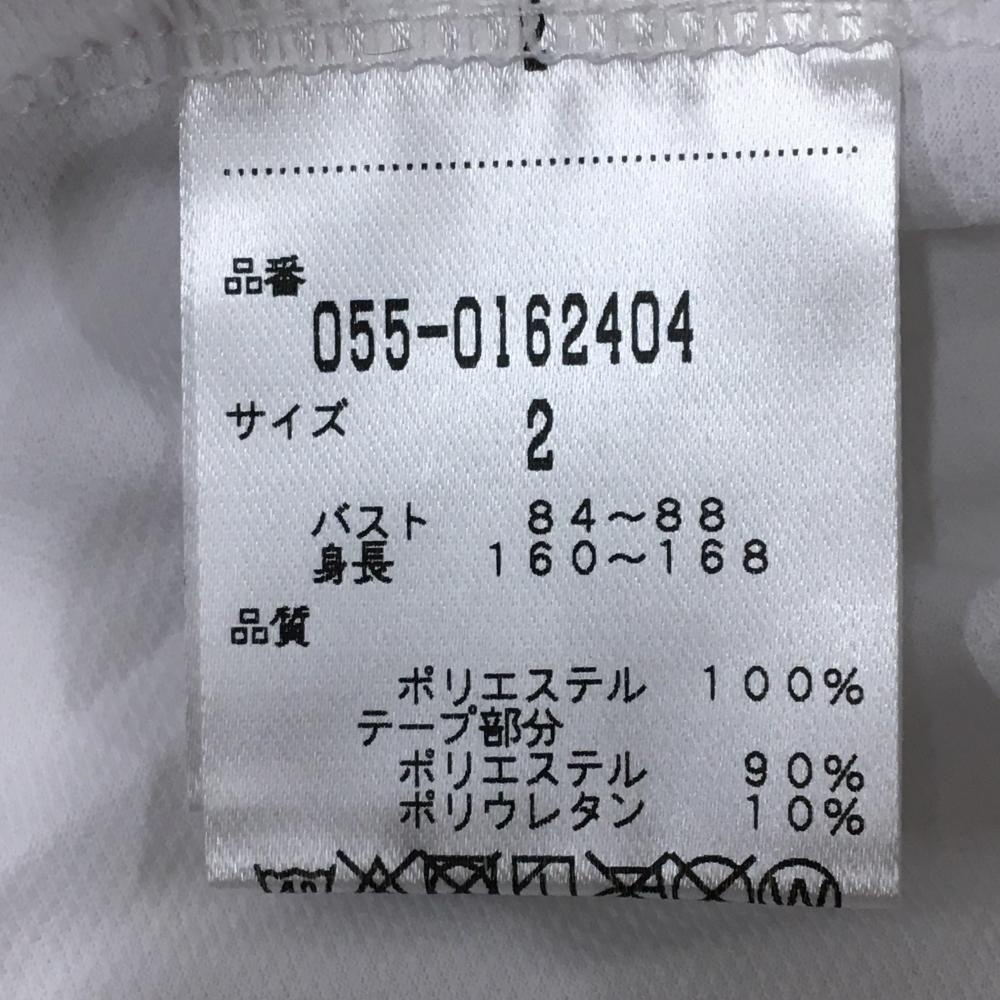 品番
055-0162404
サイズ 2
バスト 84～88
身長 160～168
品質
ポリエステル 100%
テープ部分
ポリエステル 90%
ポリウレタン 10%